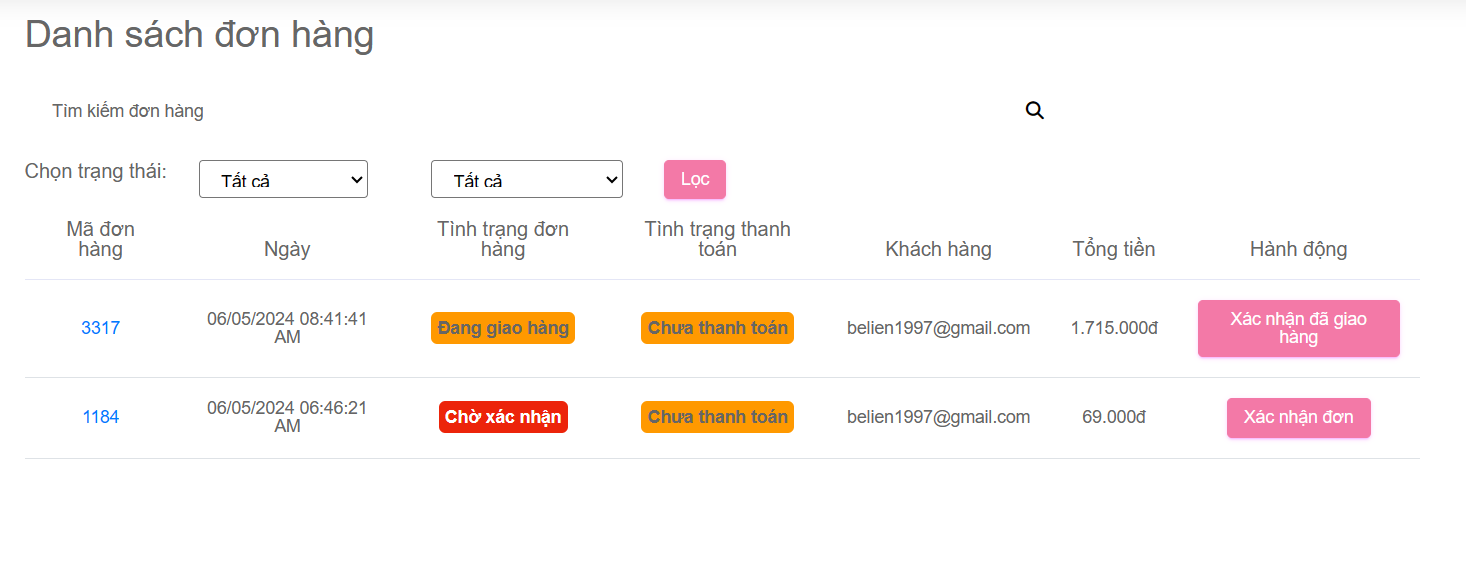 Danh sách đơn hàng
Tìm kiếm đơn hàng
Chọn trạng thái: Tất cả Tất cả Lọc
Mã đơn hàng Ngày Tình trạng đơn hàng Tình trạng thanh toán Khách hàng Tổng tiền Hành động
3317 06/05/2024 08:41:41 AM Đang giao hàng Chưa thanh toán belien1997@gmail.com 1.715.000đ Xác nhận đã giao hàng
1184 06/05/2024 06:46:21 AM Chờ xác nhận Chưa thanh toán belien1997@gmail.com 69.000đ Xác nhận đơn